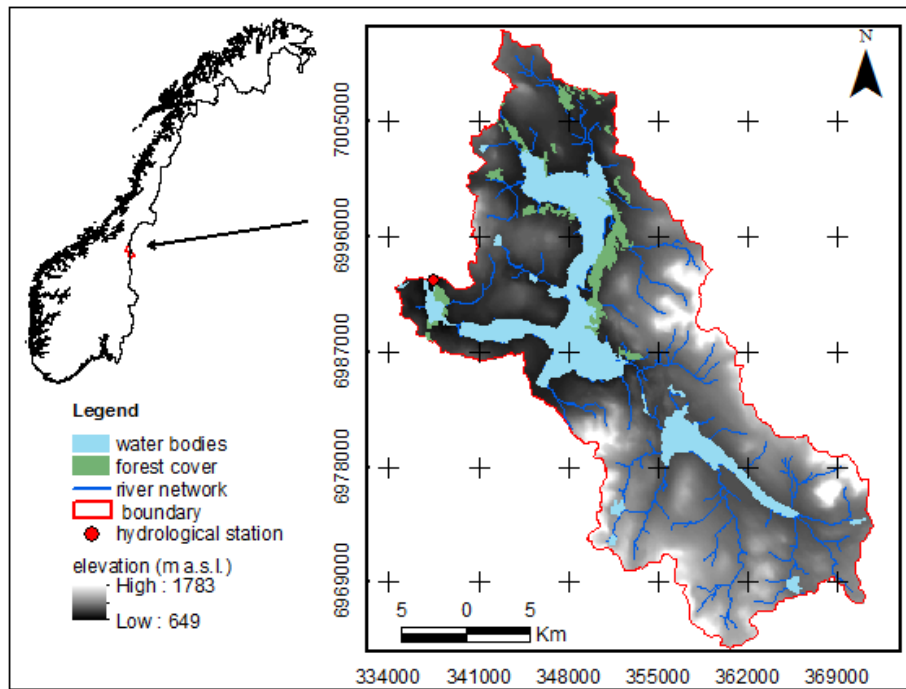 N
7005000
6996000
6987000
6978000
6969000
Legend
water bodies
forest cover
river network
boundary
hydrological station
elevation (m a.s.l.)
High : 1783
Low : 649
5 0 5
Km
334000 341000 348000 355000 362000 369000